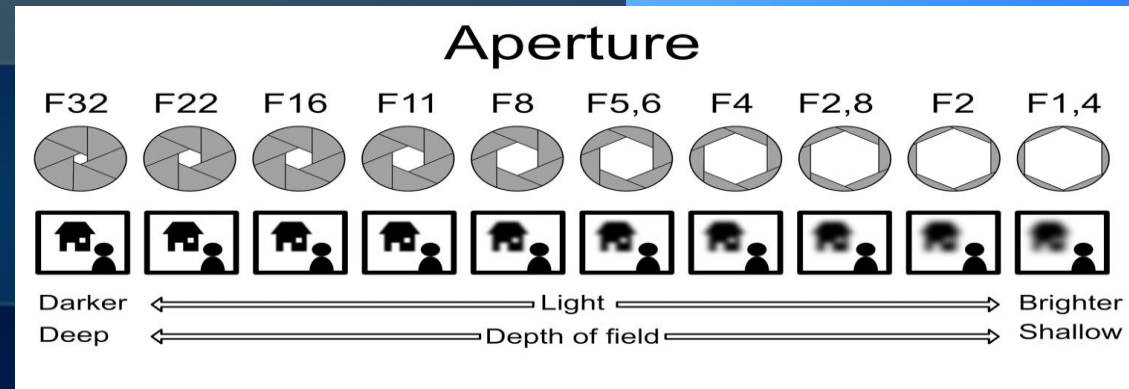 Aperture
F32 F22 F16 F11 F8 F5,6 F4 F2,8 F2 F1,4
Darker Light Brighter
Deep Depth of field Shallow